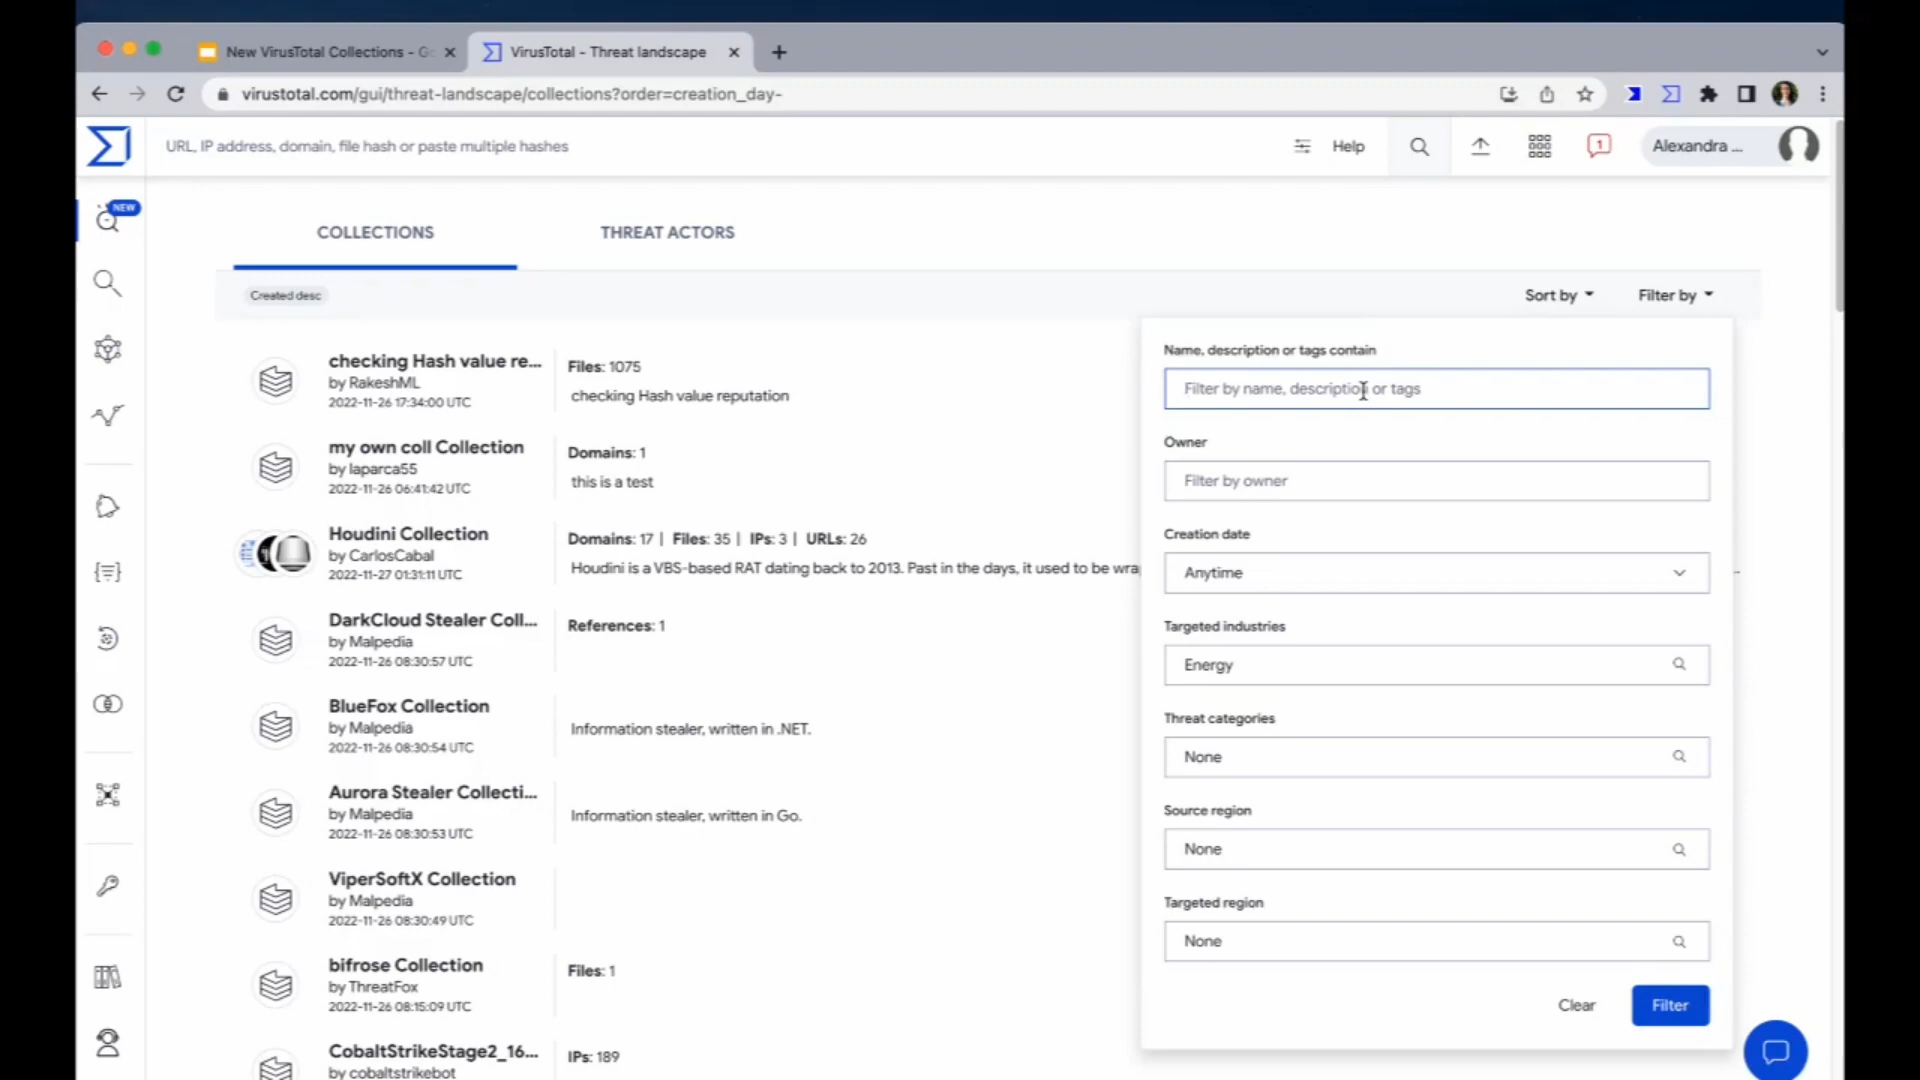 New VirusTotal Collections - G
VirusTotal - Threat landscape
virustotal.com/gui/threat-landscape/collections?order=creation_day-
URL, IP address, domain, file hash or paste multiple hashes
Help
1
Alexandra ...
NEW
COLLECTIONS
THREAT ACTORS
Created desc
Sort by
Filter by
checking Hash value re...
by RakeshML
2022-11-26 17:34:00 UTC
Files: 1075
checking Hash value reputation
my own coll Collection
by laparca55
2022-11-26 06:41:42 UTC
Domains: 1
this is a test
Houdini Collection
by CarlosCabal
2022-11-27 01:31:11 UTC
Domains: 17 | Files: 35 | IPs: 3 | URLs: 26
Houdini is a VBS-based RAT dating back to 2013. Past in the days, it used to be wra
DarkCloud Stealer Coll...
by Malpedia
2022-11-26 08:30:57 UTC
References: 1
BlueFox Collection
by Malpedia
2022-11-26 08:30:54 UTC
Information stealer, written in .NET.
Aurora Stealer Collecti...
by Malpedia
2022-11-26 08:30:53 UTC
Information stealer, written in Go.
ViperSoftX Collection
by Malpedia
2022-11-26 08:30:49 UTC
bifrose Collection
by ThreatFox
2022-11-26 08:15:09 UTC
Files: 1
CobaltStrikeStage2_16...
by cobaltstrikebot
IPs: 189
Name, description or tags contain
Filter by name, description or tags
Owner
Filter by owner
Creation date
Anytime
Targeted industries
Energy
Threat categories
None
Source region
None
Targeted region
None
Clear
Filter